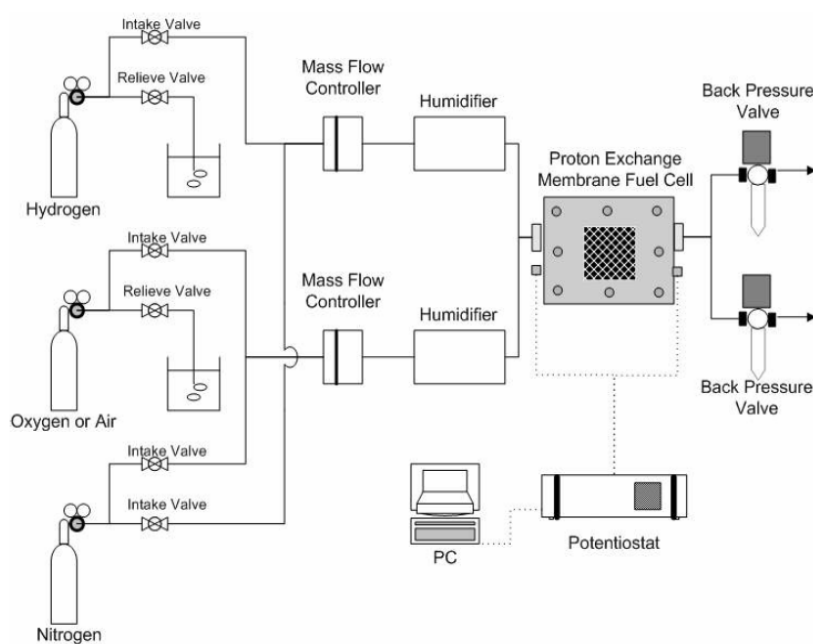 Intake Valve
Relieve Valve
Hydrogen
Mass Flow
Controller
Humidifier
Back Pressure
Valve
Proton Exchange
Membrane Fuel Cell
Intake Valve
Relieve Valve
Oxygen or Air
Mass Flow
Controller
Humidifier
Back Pressure
Valve
Intake Valve
Intake Valve
Nitrogen
PC
Potentiostat